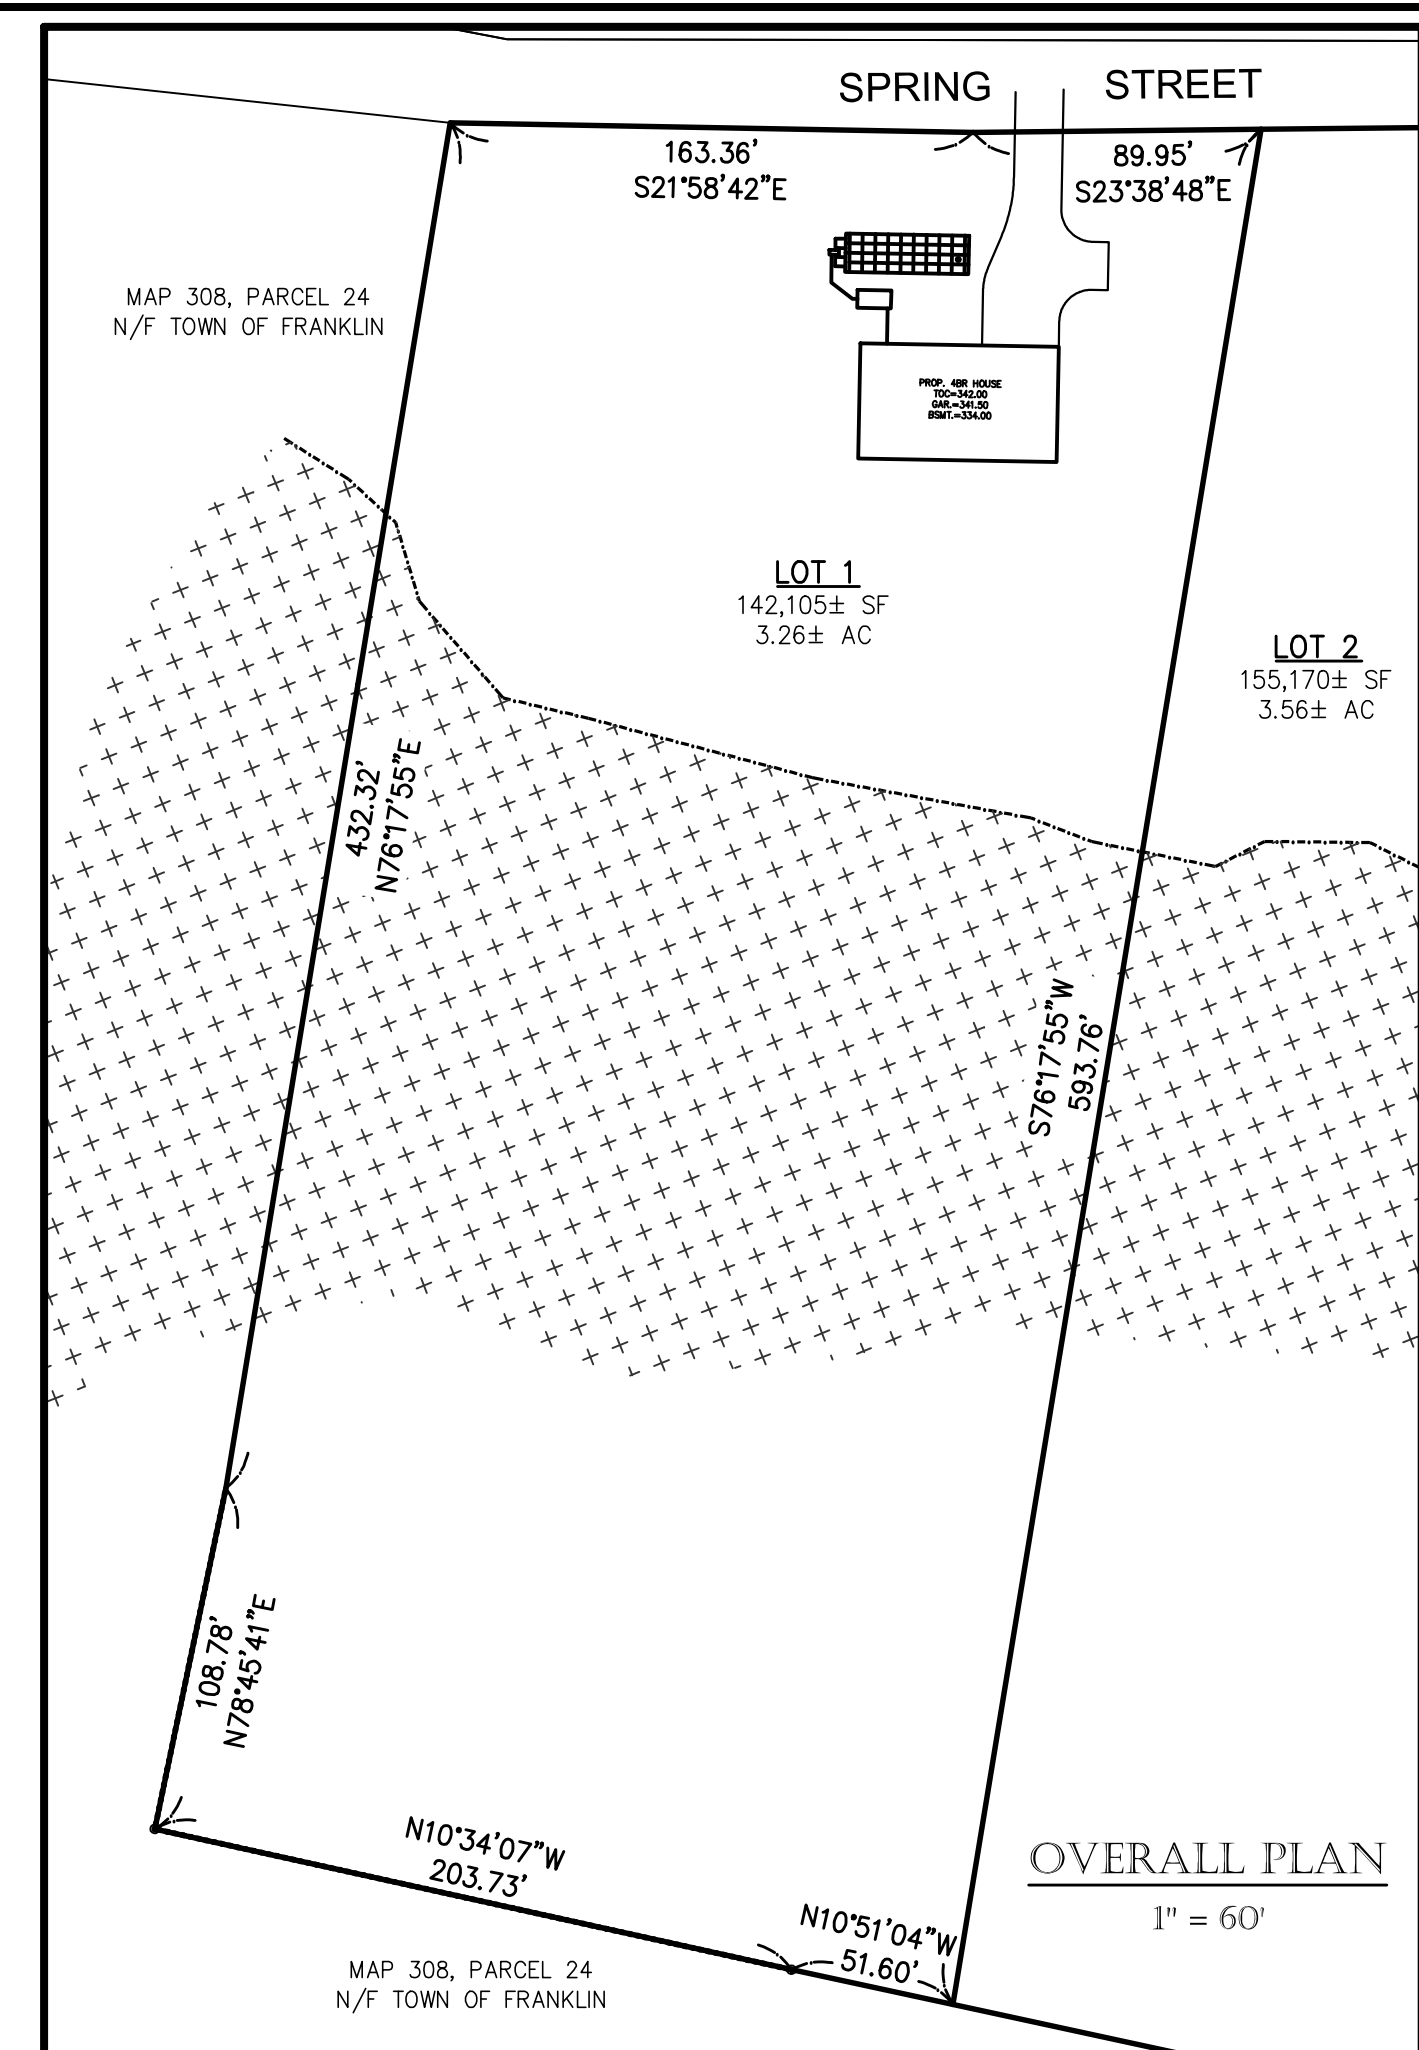 SPRING STREET
163.36'
S21°58'42"E
89.95'
S23°38'48"E
MAP 308, PARCEL 24
N/F TOWN OF FRANKLIN
PROP. 4BR HOUSE
TOC=342.00
GAR.=341.50
BSMT.=334.00
LOT 1
142,105± SF
3.26± AC
LOT 2
155,170± SF
3.56± AC
432.32'
N76°17'55"E
S76°17'55"W
593.76'
108.78'
N78°45'41"E
N10°34'07"W
203.73'
N10°51'04"W
51.60'
OVERALL PLAN
1" = 60'
MAP 308, PARCEL 24
N/F TOWN OF FRANKLIN